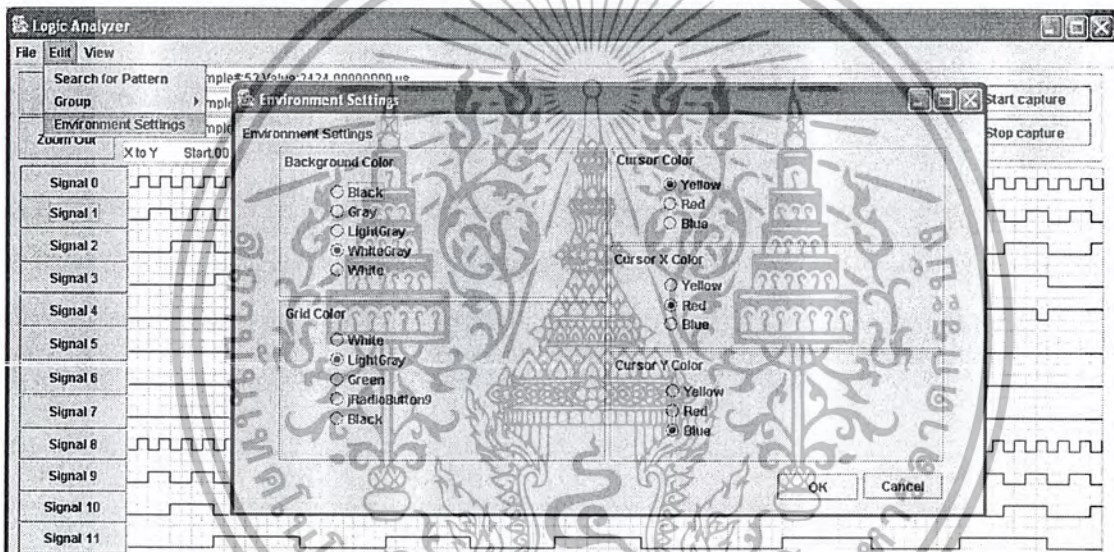 Logic Analyzer
File Edit View
Search for Pattern
Group
Environment Settings
Zoom Out
X to Y Start.00
Start capture
Stop capture
Signal 0
Signal 1
Signal 2
Signal 3
Signal 4
Signal 5
Signal 6
Signal 7
Signal 8
Signal 9
Signal 10
Signal 11
Environment Settings
Environment Settings
Background Color
Black
Gray
LightGray
WhiteGray
White
Grid Color
White
LightGray
Green
jRadioButton9
Black
Cursor Color
Yellow
Red
Blue
Cursor X Color
Yellow
Red
Blue
Cursor Y Color
Yellow
Red
Blue
OK Cancel